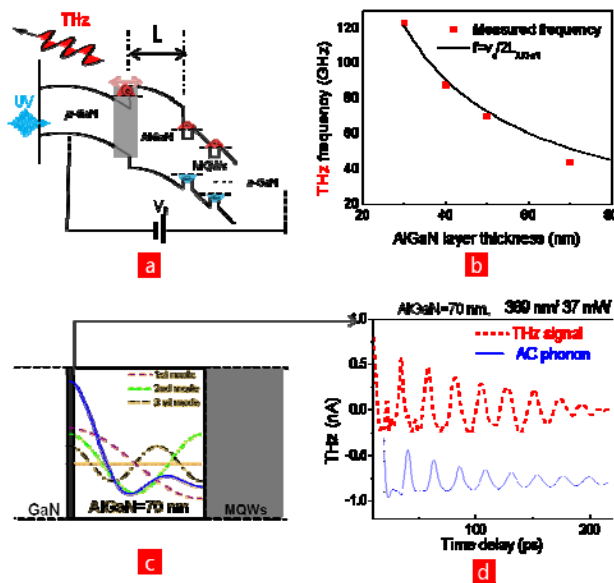 THz
L
UV
p-GaN
AlGaN
MQWs
n-GaN
a
THz frequency (GHz)
120
100
80
60
40
20
Measured frequency
20
40
60
80
AlGaN layer thickness (nm)
b
1st mode
2nd mode
3rd mode
GaN
AlGaN=70 nm
MQWs
c
AlGaN=70 nm, 369 nm/ 37 mW
THz signal
AC phonon
THz (nA)
1.0
0.5
0.0
-0.6
-1.0
100
200
Time delay (ps)
d